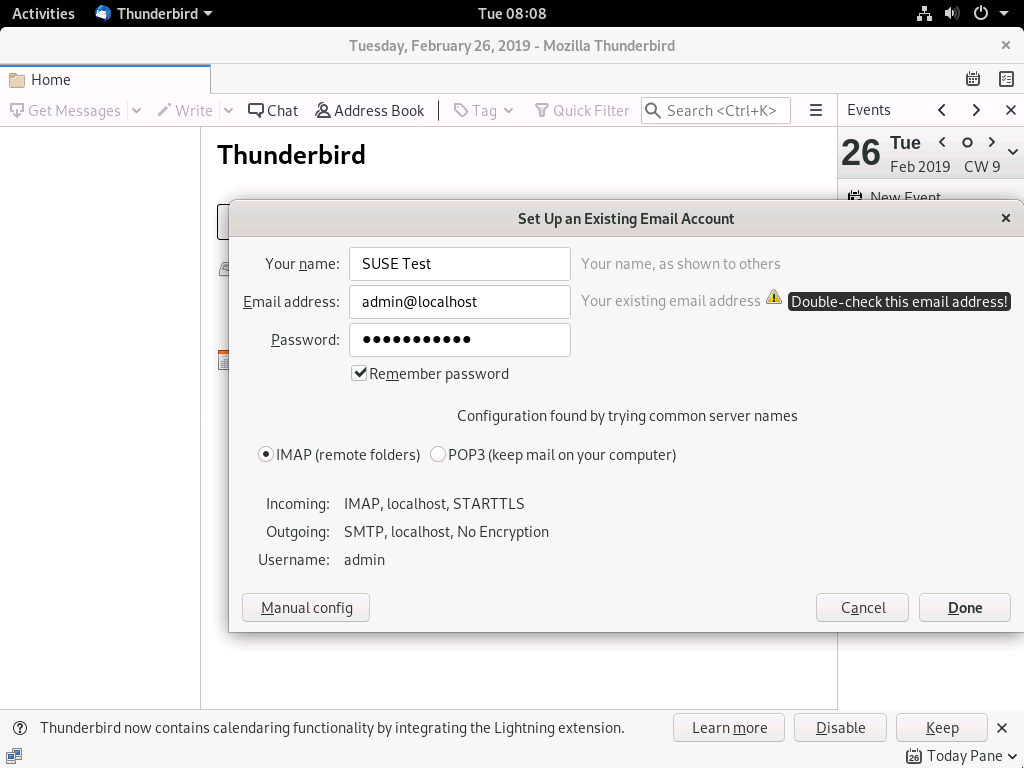 Activities Thunderbird Tue 08:08
Tuesday, February 26, 2019 - Mozilla Thunderbird
Home
Get Messages Write Chat Address Book Tag Quick Filter Search <Ctrl+K> Events
Thunderbird
26 Tue
Feb 2019 CW 9
New Event
Set Up an Existing Email Account
Your name: SUSE Test Your name, as shown to others
Email address: admin@localhost Your existing email address Double-check this email address!
Password: ●●●●●●●●●●●
Remember password
Configuration found by trying common server names
IMAP (remote folders) POP3 (keep mail on your computer)
Incoming: IMAP, localhost, STARTTLS
Outgoing: SMTP, localhost, No Encryption
Username: admin
Manual config Cancel Done
Thunderbird now contains calendaring functionality by integrating the Lightning extension. Learn more Disable Keep
26 Today Pane